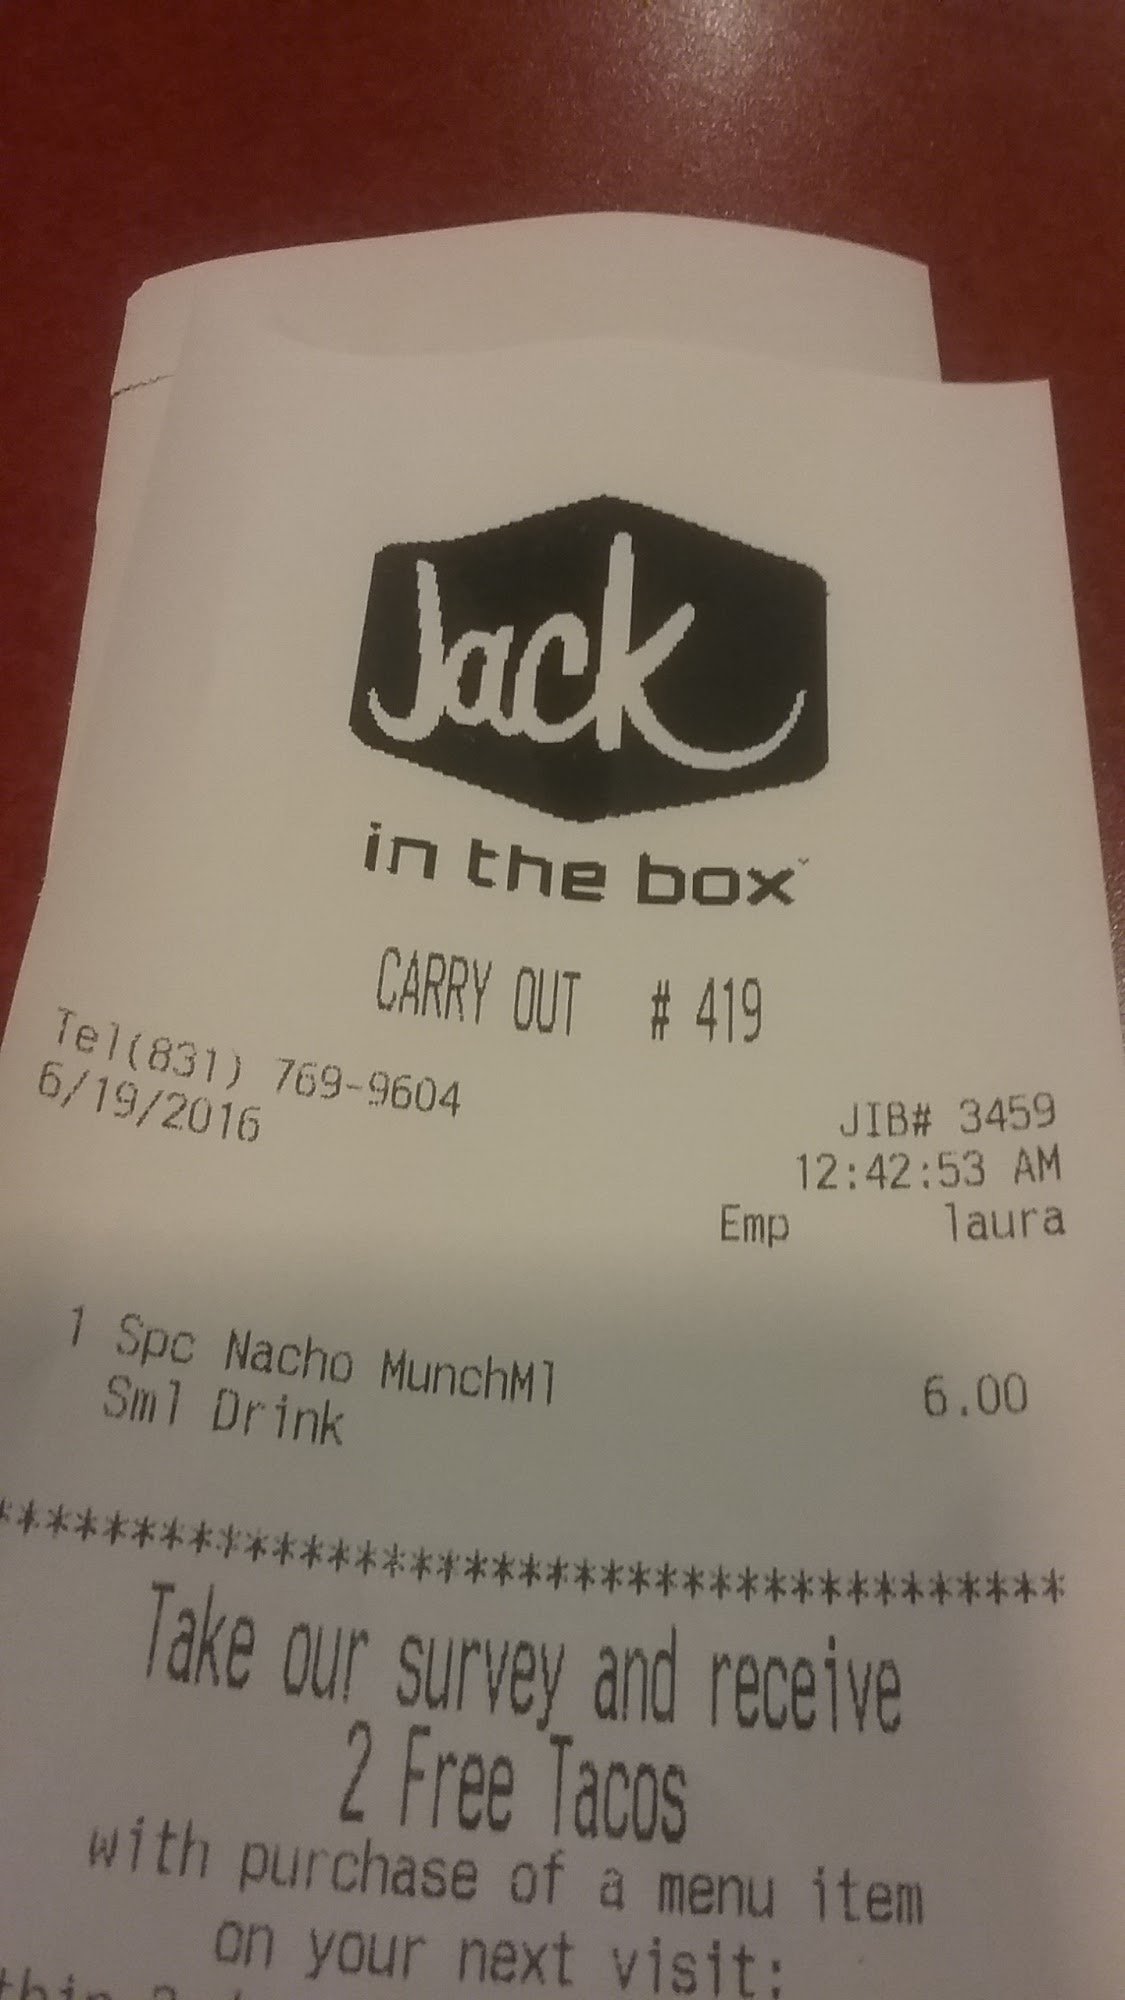 Jack
in the box
CARRY OUT # 419
Tel(831) 769-9604
JIB# 3459
6/19/2016
12:42:53 AM
Emp laura
1 Spc Nacho MunchMl 6.00
Sml Drink
***************************************
Take our survey and receive
2 Free Tacos
with purchase of a menu item
on your next visit: